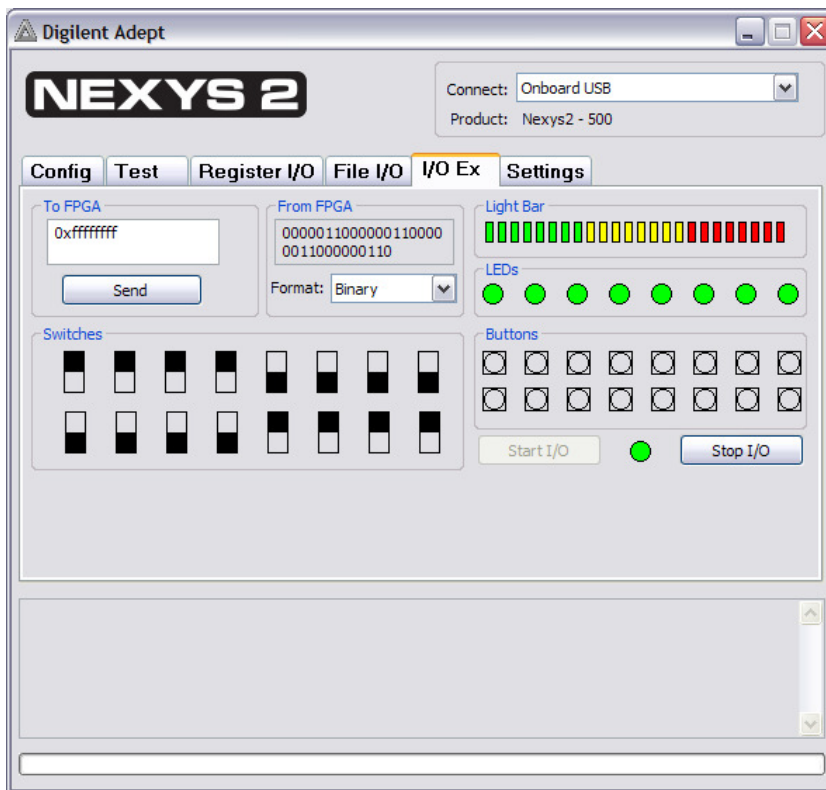 Digilent Adept
NEXYS 2
Connect: Onboard USB
Product: Nexys2 - 500
Config Test Register I/O File I/O I/O Ex Settings
To FPGA
0xffffffff
Send
From FPGA
0000011000000110000
0011000000110
Format: Binary
Light Bar
LEDs
Switches
Buttons
Start I/O
Stop I/O